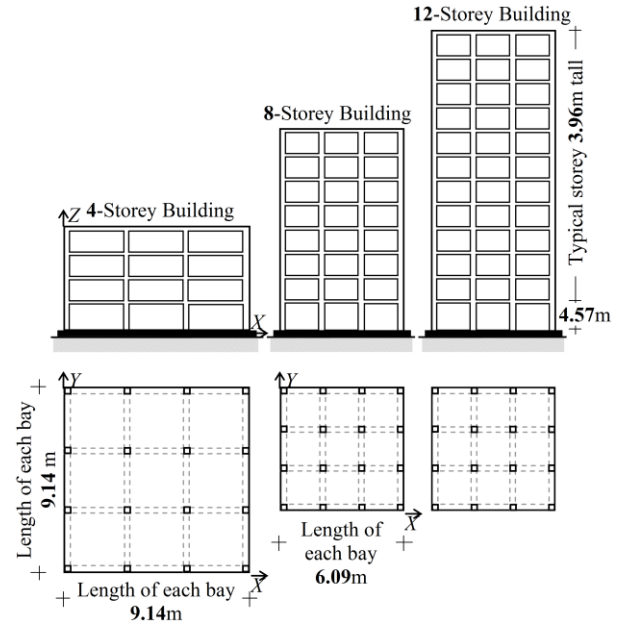 12-Storey Building
8-Storey Building
4-Storey Building
Z
X
Typical storey 3.96m tall
4.57m
Y
Length of each bay
9.14 m
X
Length of each bay
9.14m
Y
X
Length of
each bay
6.09m